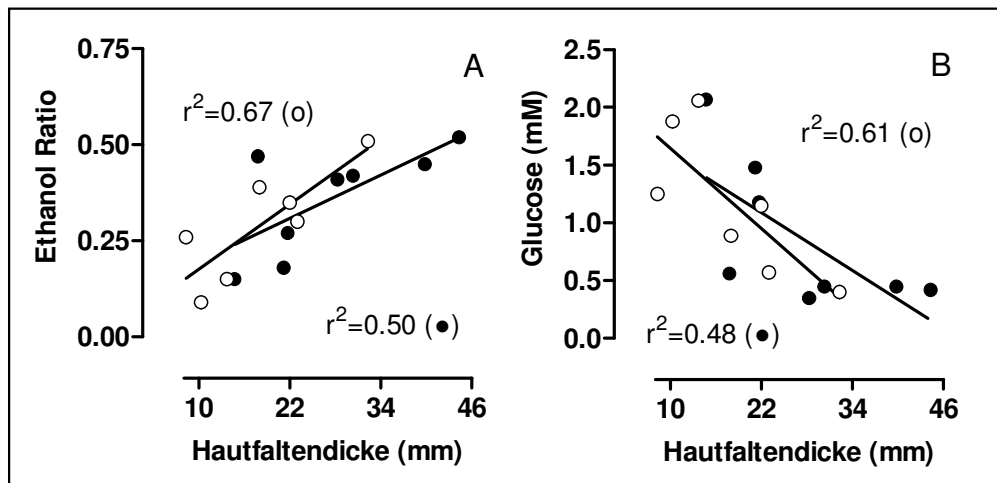 A
Ethanol Ratio
0.75
0.50
0.25
0.00
r²=0.67 (o)
r²=0.50 (●)
10 22 34 46
Hautfaltendicke (mm)
B
Glucose (mM)
2.5
2.0
1.5
1.0
0.5
0.0
r²=0.61 (o)
r²=0.48 (●)
10 22 34 46
Hautfaltendicke (mm)